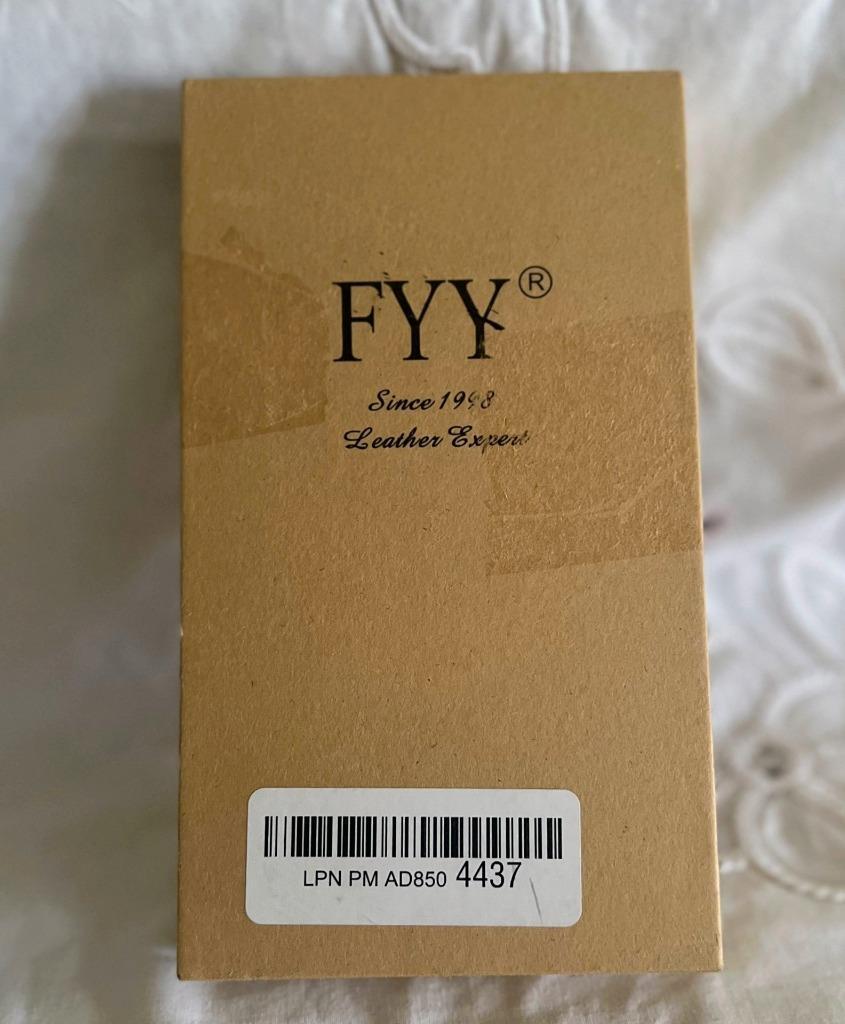 FYY®
Since 1998
Leather Expert
LPN PM AD850 4437